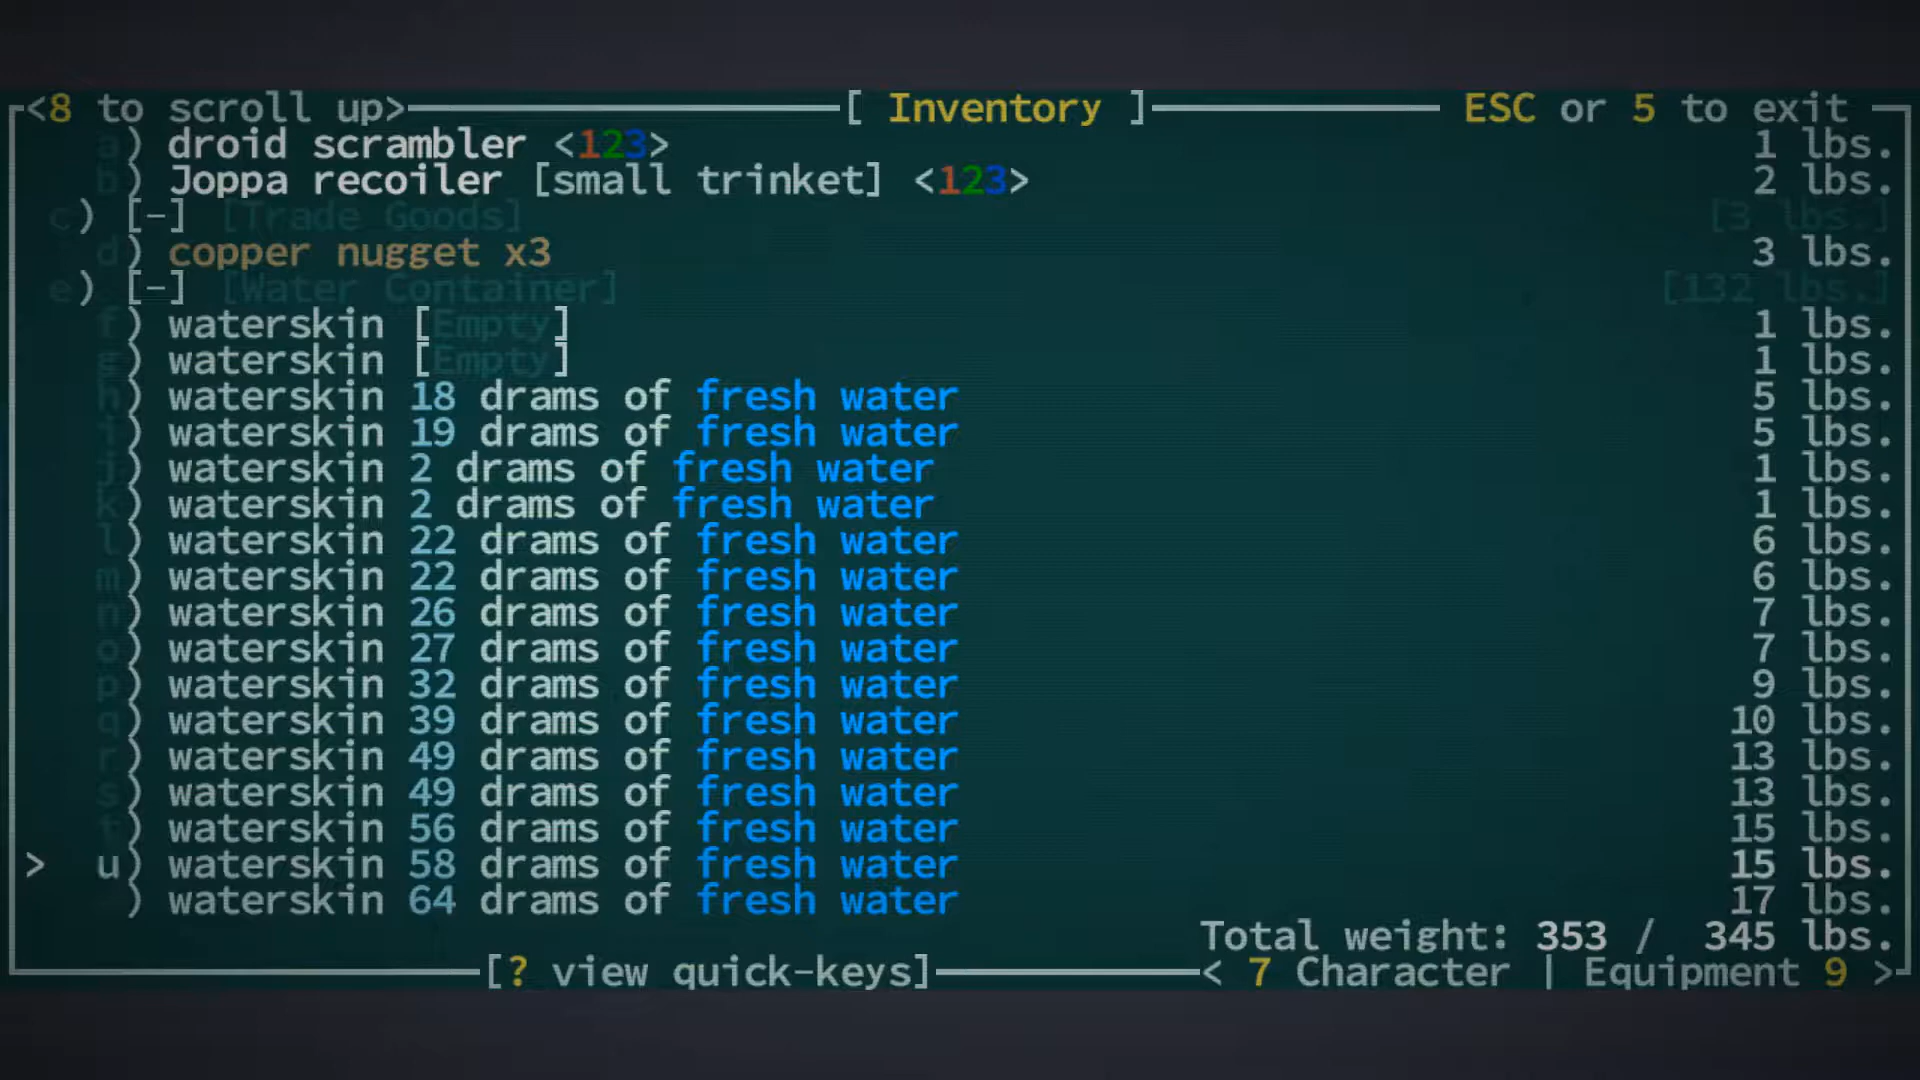 <8 to scroll up> [ Inventory ] ESC or 5 to exit
a) droid scrambler <123> 1 lbs.
b) Joppa recoiler [small trinket] <123> 2 lbs.
c) [-] [Trade Goods] [3 lbs.]
d) copper nugget x3 3 lbs.
e) [-] [Water Container] [132 lbs.]
f) waterskin [Empty] 1 lbs.
g) waterskin [Empty] 1 lbs.
h) waterskin 18 drams of fresh water 5 lbs.
i) waterskin 19 drams of fresh water 5 lbs.
j) waterskin 2 drams of fresh water 1 lbs.
k) waterskin 2 drams of fresh water 1 lbs.
l) waterskin 22 drams of fresh water 6 lbs.
m) waterskin 22 drams of fresh water 6 lbs.
n) waterskin 26 drams of fresh water 7 lbs.
o) waterskin 27 drams of fresh water 7 lbs.
p) waterskin 32 drams of fresh water 9 lbs.
q) waterskin 39 drams of fresh water 10 lbs.
r) waterskin 49 drams of fresh water 13 lbs.
s) waterskin 49 drams of fresh water 13 lbs.
t) waterskin 56 drams of fresh water 15 lbs.
> u) waterskin 58 drams of fresh water 15 lbs.
) waterskin 64 drams of fresh water 17 lbs.
Total weight: 353 / 345 lbs.
[? view quick-keys] < 7 Character | Equipment 9 >